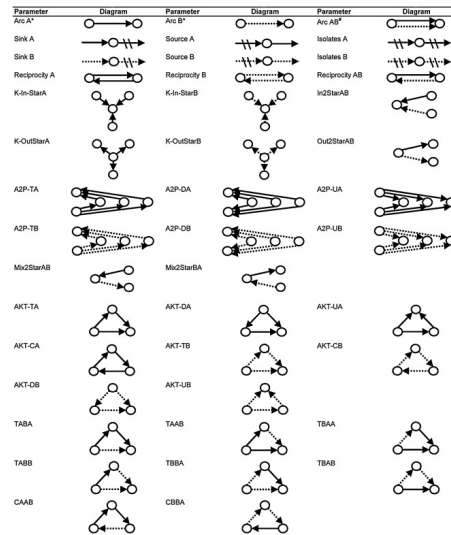 Parameter Diagram Parameter Diagram Parameter Diagram
Arc A* Arc B* Arc AB#
Sink A Source A Isolates A
Sink B Source B Isolates B
Reciprocity A Reciprocity B Reciprocity AB
K-In-StarA K-In-StarB In2StarAB
K-OutStarA K-OutStarB Out2StarAB
A2P-TA A2P-DA A2P-UA
A2P-TB A2P-DB A2P-UB
Mix2StarAB Mix2StarBA
AKT-TA AKT-DA AKT-UA
AKT-CA AKT-TB AKT-CB
AKT-DB AKT-UB
TABA TAAB TBAA
TABB TBBA TBAB
CAAB CBBA